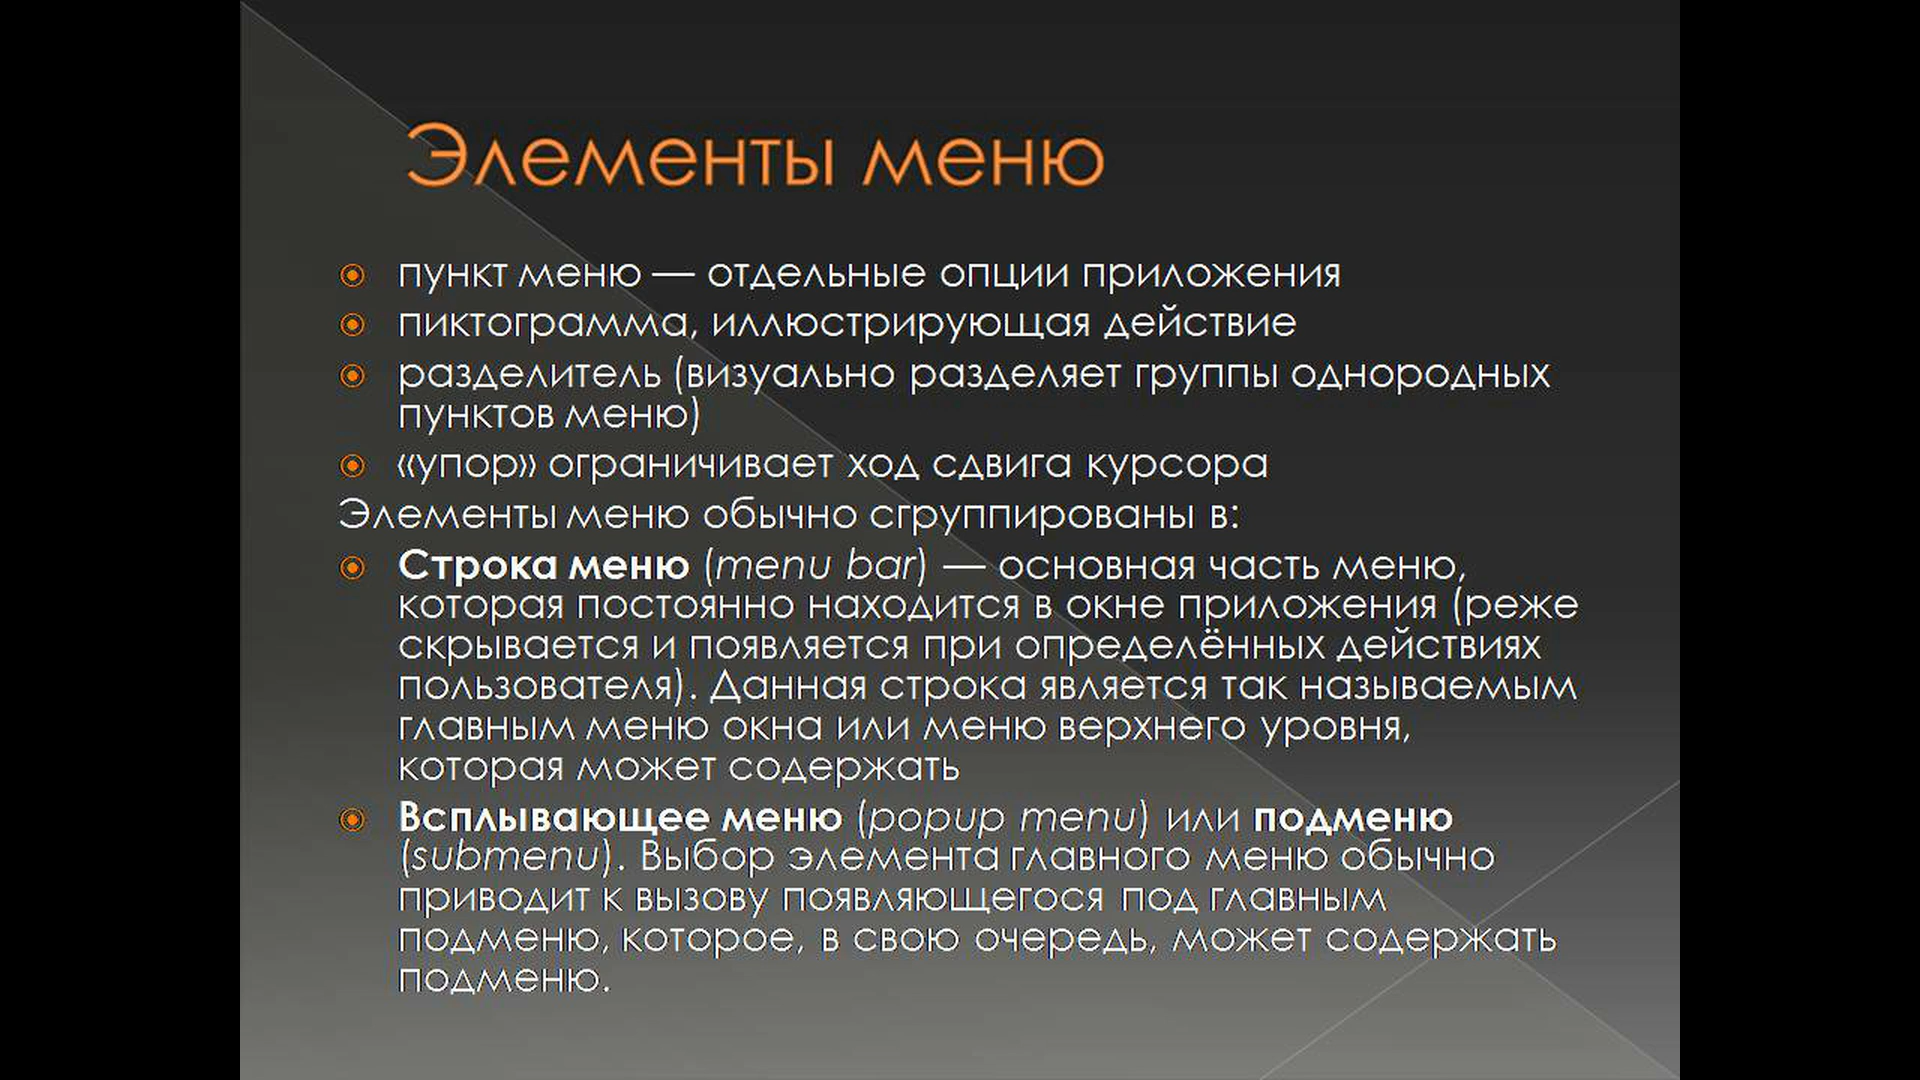 Элементы меню
пункт меню — отдельные опции приложения
пиктограмма, иллюстрирующая действие
разделитель (визуально разделяет группы однородных
пунктов меню)
«упор» ограничивает ход сдвига курсора
Элементы меню обычно сгруппированы в:
Строка меню (menu bar) — основная часть меню,
которая постоянно находится в окне приложения (реже
скрывается и появляется при определённых действиях
пользователя). Данная строка является так называемым
главным меню окна или меню верхнего уровня,
которая может содержать
Всплывающее меню (popup menu) или подменю
(submenu). Выбор элемента главного меню обычно
приводит к вызову появляющегося под главным
подменю, которое, в свою очередь, может содержать
подменю.